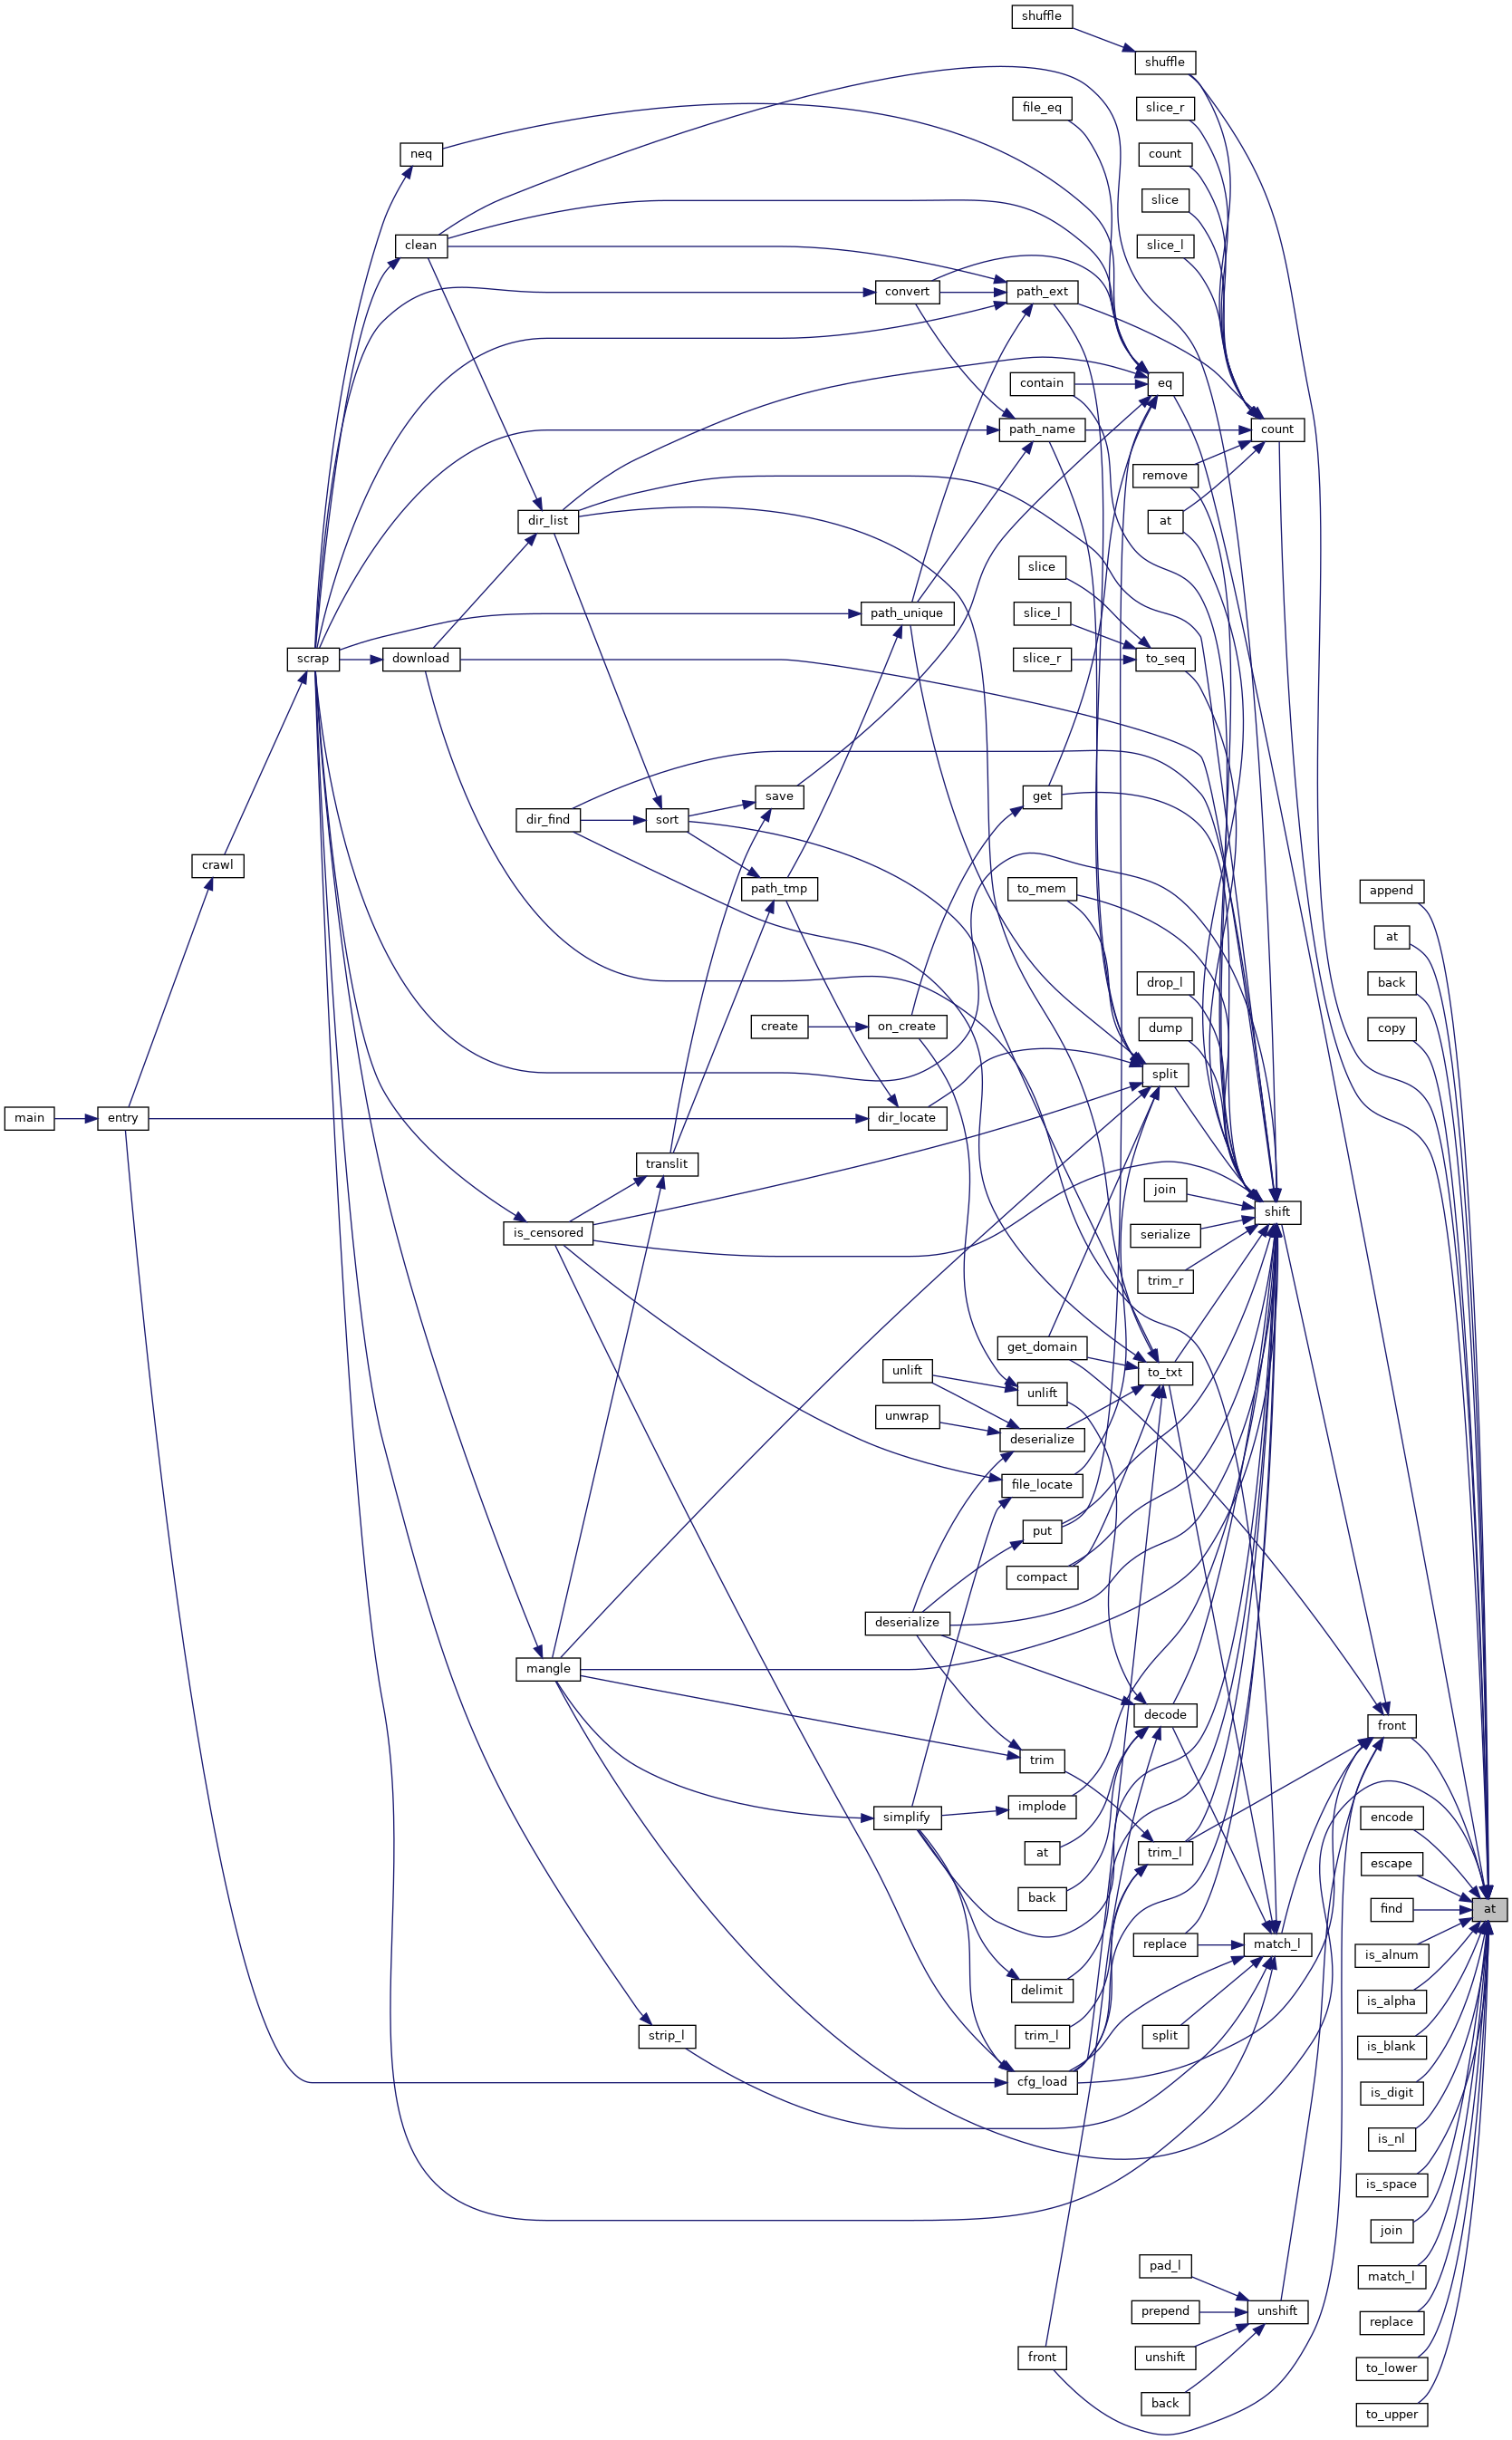 shuffle
shuffle
file_eq
slice_r
neq
count
slice
clean
slice_l
convert
path_ext
contain
eq
path_name
count
remove
dir_list
at
slice
path_unique
slice_l
scrap
download
slice_r
to_seq
save
get
dir_find
sort
crawl
path_tmp
to_mem
append
at
drop_l
back
create
on_create
dump
copy
split
main
entry
dir_locate
translit
join
shift
is_censored
serialize
trim_r
get_domain
unlift
to_txt
unlift
unwrap
deserialize
file_locate
put
compact
deserialize
mangle
decode
front
trim
simplify
implode
encode
at
trim_l
escape
back
find
at
replace
match_l
is_alnum
delimit
is_alpha
strip_l
trim_l
split
is_blank
cfg_load
is_digit
is_nl
is_space
join
pad_l
match_l
prepend
unshift
replace
front
unshift
to_lower
back
to_upper